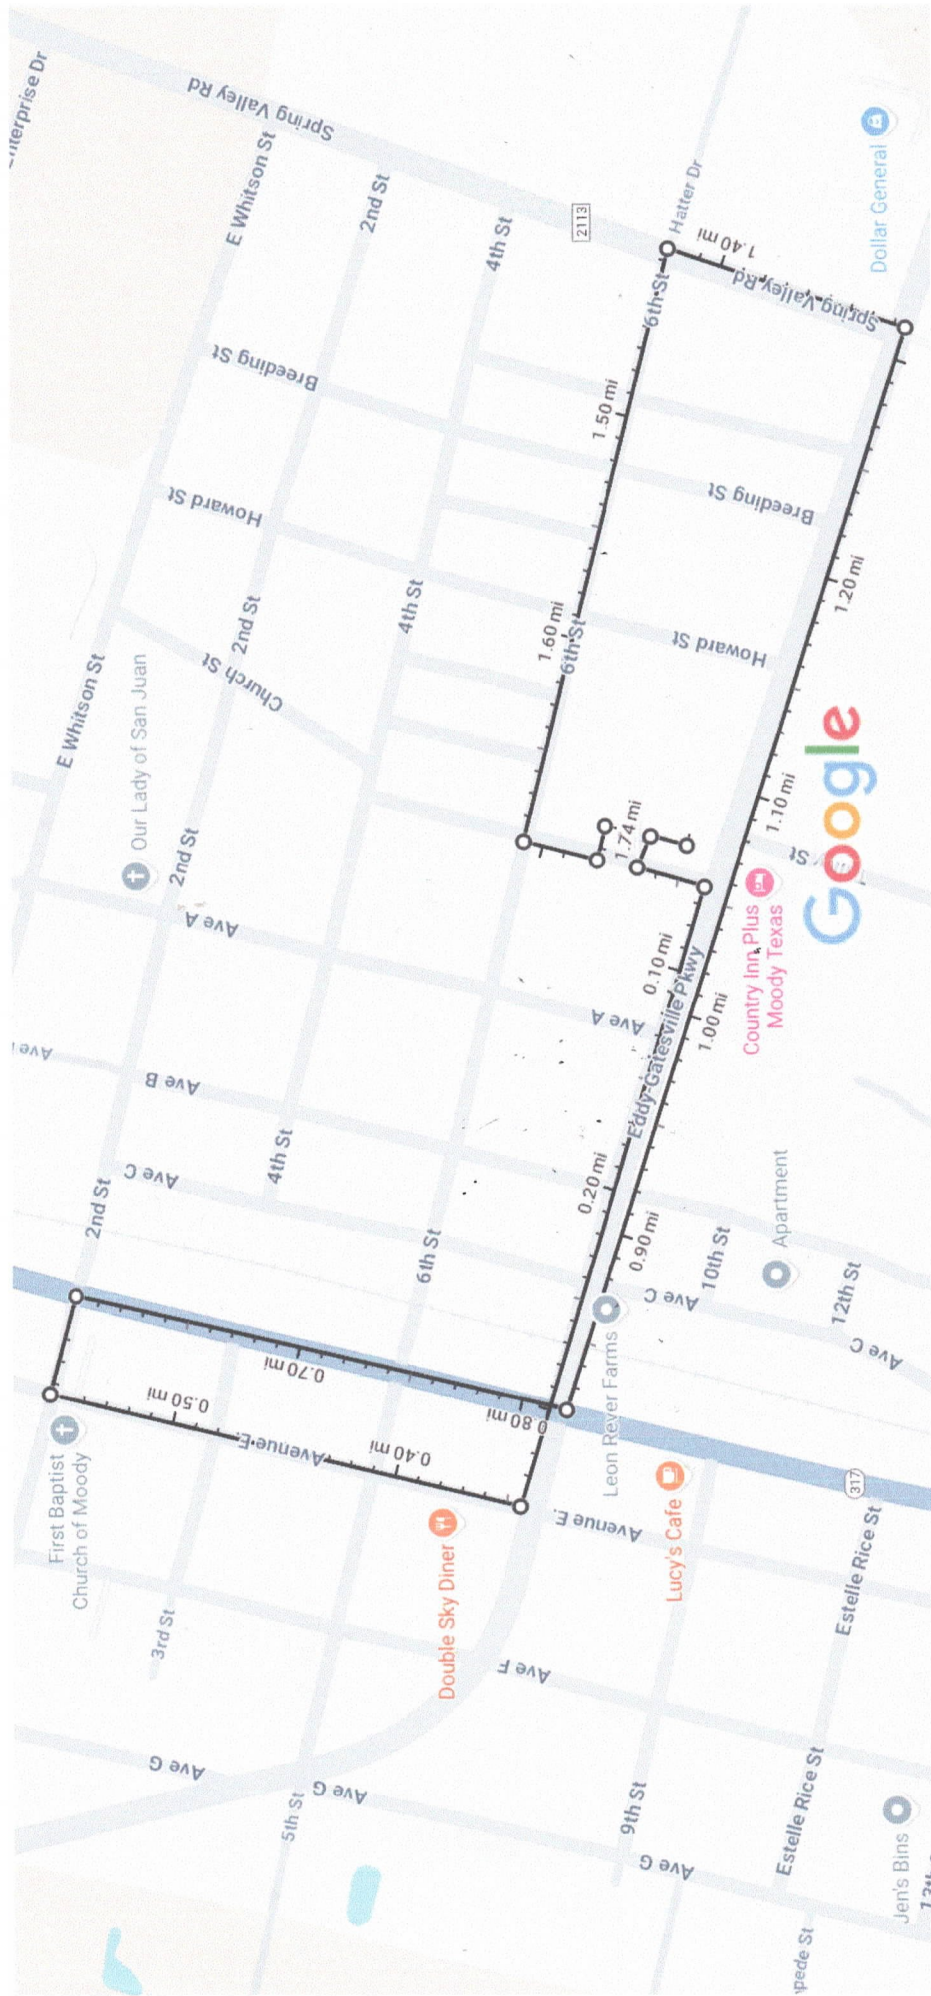 Enterprise Dr
Spring Valley Rd
E Whitson St
2nd St
4th St
2113
Hatter Dr
6th St
1.40 mi
Spring Valley Rd
Dollar General
Breeding St
1.50 mi
Breeding St
Howard St
2nd St
4th St
1.60 mi
6th St
Howard St
1.20 mi
E Whitson St
Church St
Our Lady of San Juan
2nd St
1.74 mi
1.10 mi
Google
Ave A
0.10 mi
Ave A
Eddy-Gatesville Pkwy
1.00 mi
Country Inn Plus
Moody Texas
Ave B
4th St
Ave C
2nd St
6th St
0.20 mi
0.90 mi
10th St
Apartment
Ave C
12th St
Ave C
0.70 mi
0.80 mi
0
0.50 mi
Avenue E
0.40 mi
First Baptist
Church of Moody
Leon River Farms
Avenue E
Double Sky Diner
Lucy's Cafe
317
Estelle Rice St
3rd St
Ave F
Ave G
Ave G
5th St
9th St
Estelle Rice St
Ave G
Jen's Bins